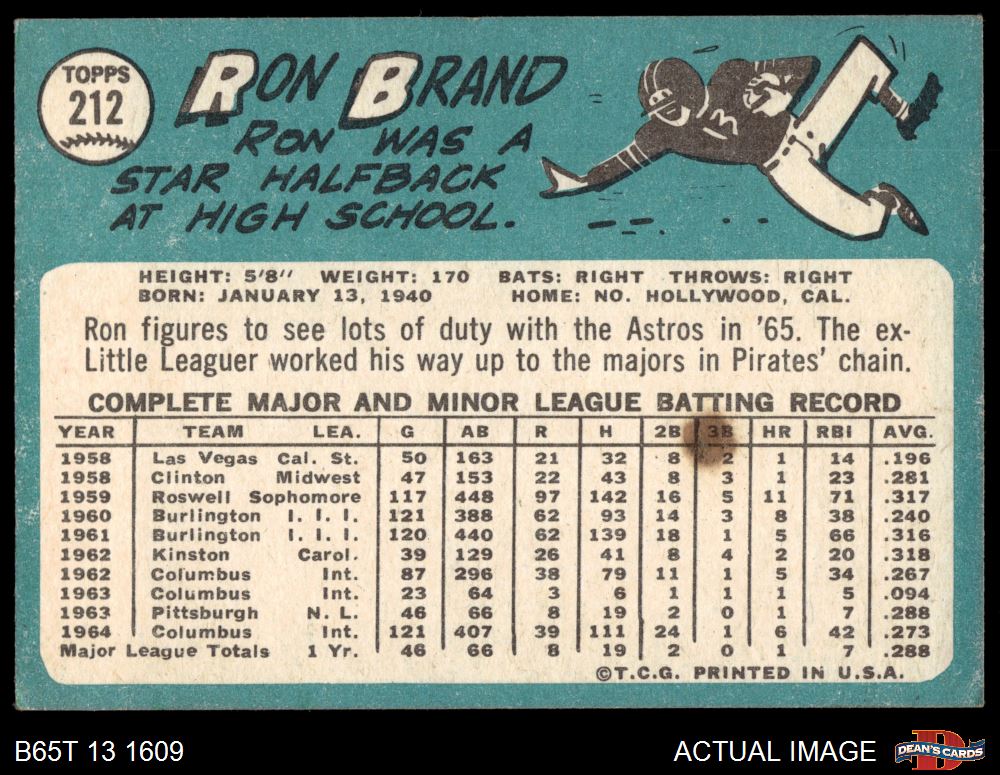 TOPPS
212
RON BRAND
RON WAS A
STAR HALFBACK
AT HIGH SCHOOL.
HEIGHT: 5'8" WEIGHT: 170 BATS: RIGHT THROWS: RIGHT
BORN: JANUARY 13, 1940 HOME: NO. HOLLYWOOD, CAL.
Ron figures to see lots of duty with the Astros in '65. The ex-
Little Leaguer worked his way up to the majors in Pirates' chain.
COMPLETE MAJOR AND MINOR LEAGUE BATTING RECORD
YEAR TEAM LEA. G AB R H 2B 3B HR RBI AVG.
1958 Las Vegas Cal. St. 50 163 21 32 8 2 1 14 .196
1958 Clinton Midwest 47 153 22 43 8 3 1 23 .281
1959 Roswell Sophomore 117 448 97 142 16 5 11 71 .317
1960 Burlington I. I. I. 121 388 62 93 14 3 8 38 .240
1961 Burlington I. I. I. 120 440 62 139 18 1 5 66 .316
1962 Kinston Carol. 39 129 26 41 8 4 2 20 .318
1962 Columbus Int. 87 296 38 79 11 1 5 34 .267
1963 Columbus Int. 23 64 3 6 1 1 1 5 .094
1963 Pittsburgh N. L. 46 66 8 19 2 0 1 7 .288
1964 Columbus Int. 121 407 39 111 24 1 6 42 .273
Major League Totals 1 Yr. 46 66 8 19 2 0 1 7 .288
©T.C.G. PRINTED IN U.S.A.
B65T 13 1609 ACTUAL IMAGE DEAN'S CARDS